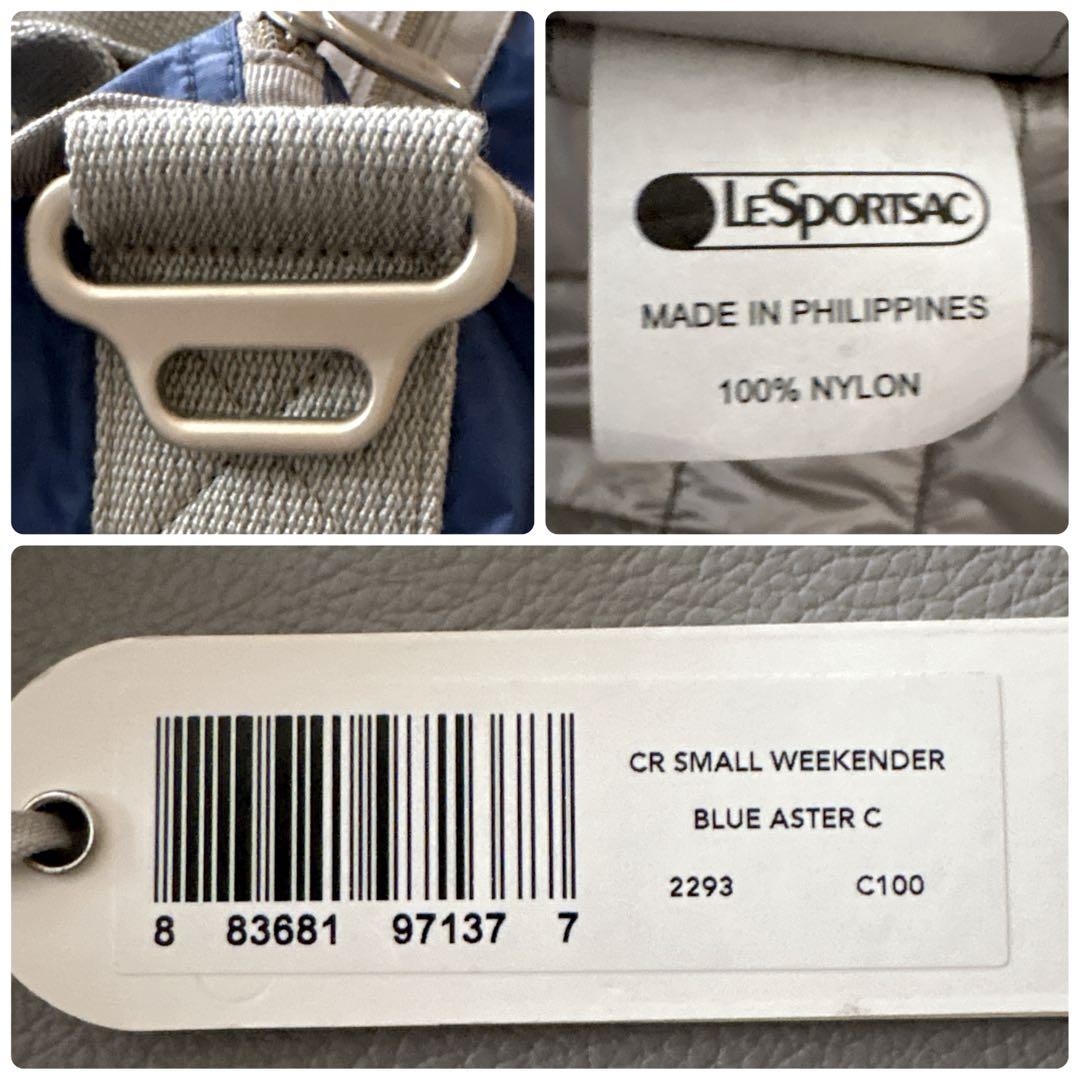 LESPORTSAC
MADE IN PHILIPPINES
100% NYLON
CR SMALL WEEKENDER
BLUE ASTER C
2293 C100
8 83681 97137 7